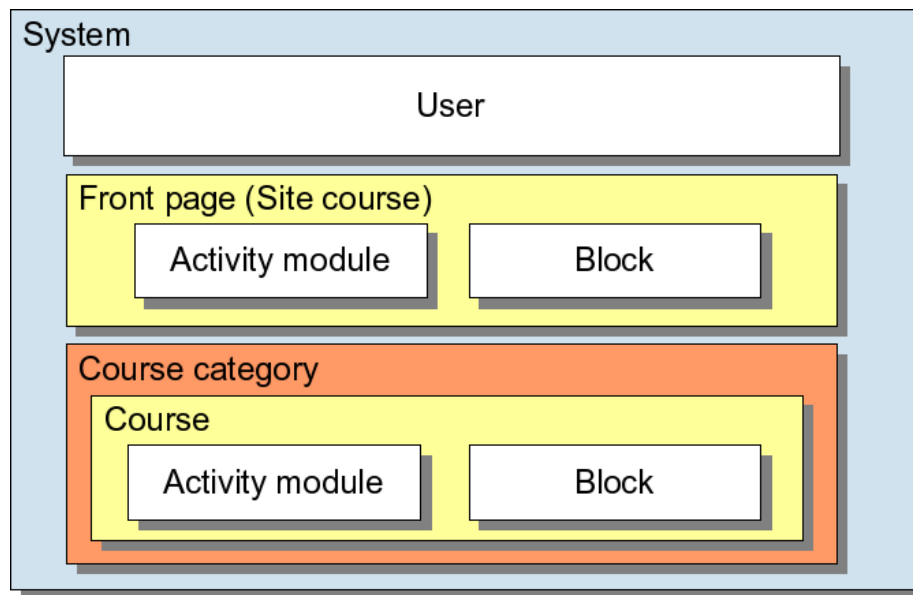 System
User
Front page (Site course)
Activity module
Block
Course category
Course
Activity module
Block